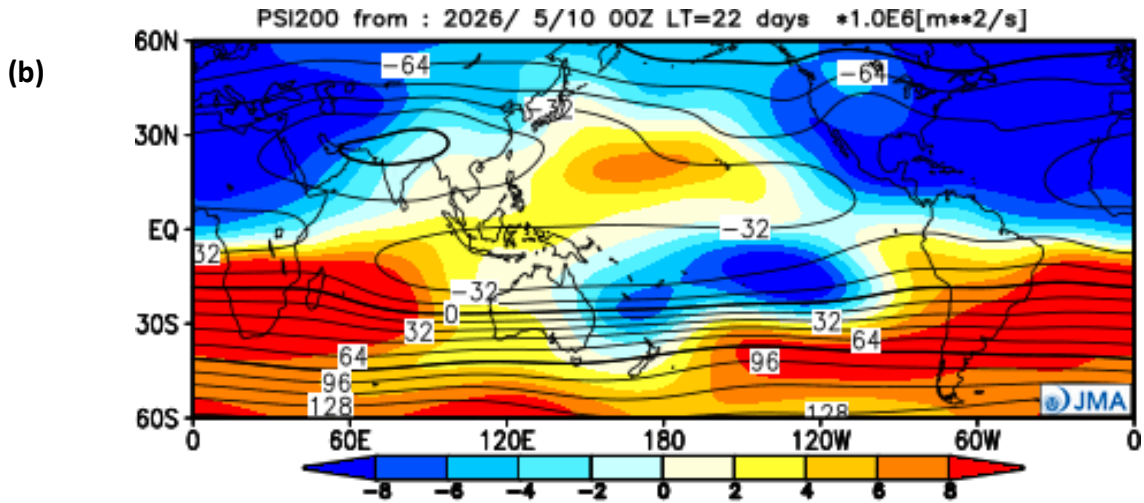 PSI200 from : 2026/ 5/10 00Z LT=22 days *1.0E6[m**2/s]
(b)
60N
-64
-64
-32
30N
EQ
-32
32
-32
0
32
30S
32
64
64
96
96
128
128
JMA
60S
0 60E 120E 180 120W 60W 0
-8 -6 -4 -2 0 2 4 6 8